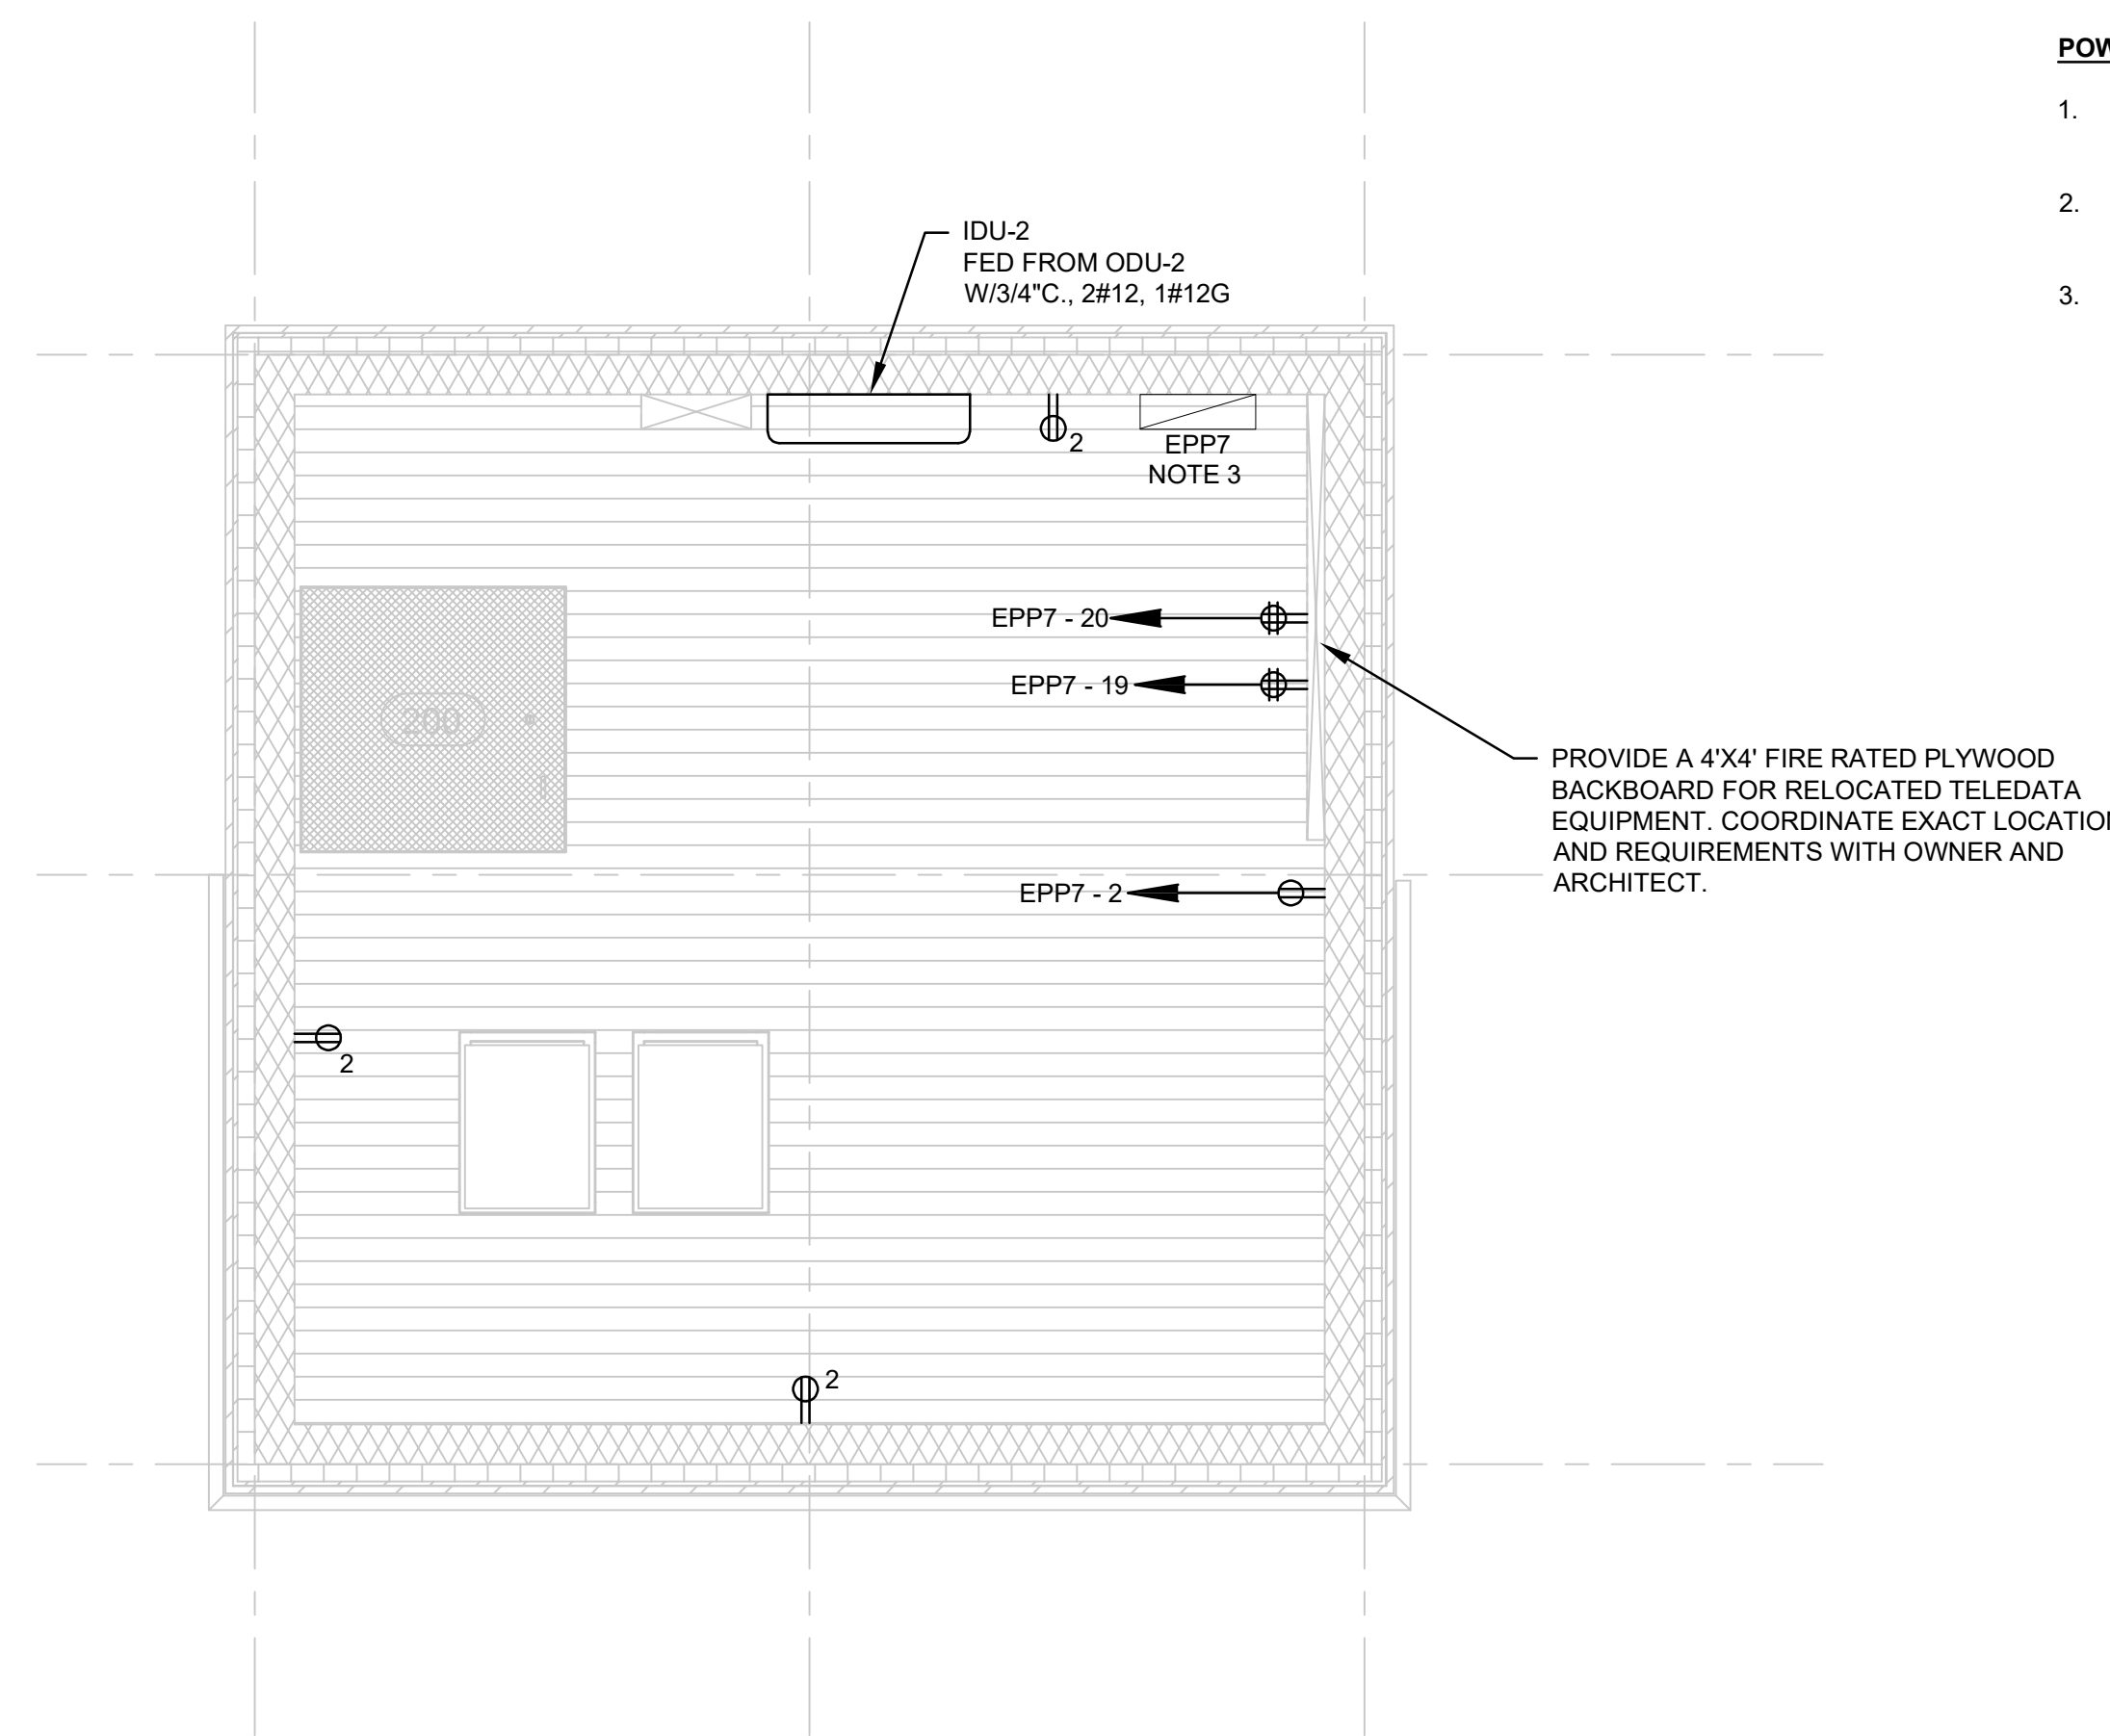 POW
1.
2.
3.
IDU-2
FED FROM ODU-2
W/3/4"C., 2#12, 1#12G
2
EPP7
NOTE 3
EPP7 - 20
EPP7 - 19
200
PROVIDE A 4'X4' FIRE RATED PLYWOOD
BACKBOARD FOR RELOCATED TELEDATA
EQUIPMENT. COORDINATE EXACT LOCATION
AND REQUIREMENTS WITH OWNER AND
ARCHITECT.
EPP7 - 2
2
2